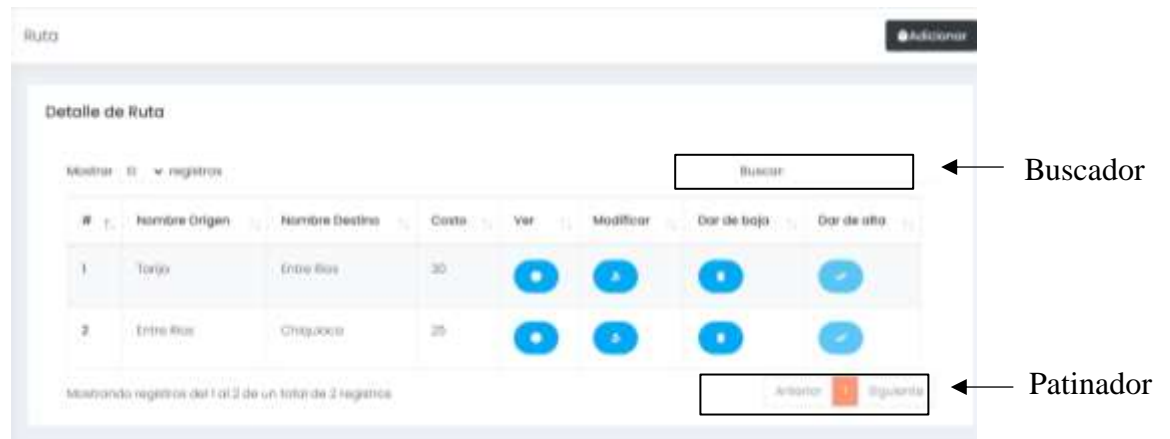 Ruta
Adicionar
Detalle de Ruta
Mostrar registros
Buscar:
Buscador
# Nombre Origen Nombre Destino Costo Ver Modificar Dar de baja Dar de alta
1 Tarija Entre Rios 20
2 Entre Rios Chiquiaca 25
Mostrando registros del 1 al 2 de un total de 2 registros
Anterior 1 Siguiente
Patinador